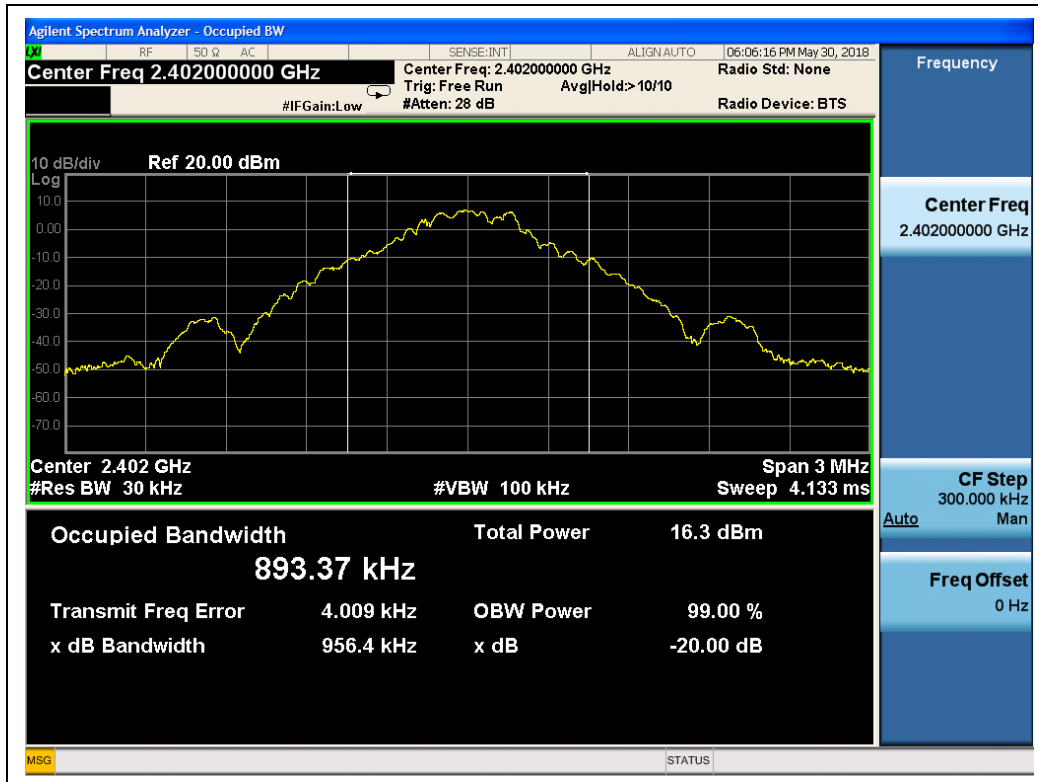 Agilent Spectrum Analyzer - Occupied BW
LXI RF 50 Ω AC SENSE:INT ALIGN AUTO 06:06:16 PM May 30, 2018
Center Freq 2.402000000 GHz
Center Freq: 2.402000000 GHz Radio Std: None
Trig: Free Run Avg|Hold:> 10/10
#IFGain:Low #Atten: 28 dB Radio Device: BTS
Frequency
10 dB/div Ref 20.00 dBm
Log
10.0
0.00
-10.0
-20.0
-30.0
-40.0
-50.0
-60.0
-70.0
Center 2.402 GHz Span 3 MHz
#Res BW 30 kHz #VBW 100 kHz Sweep 4.133 ms
Center Freq
2.402000000 GHz
CF Step
300.000 kHz
Auto Man
Freq Offset
0 Hz
Occupied Bandwidth Total Power 16.3 dBm
893.37 kHz
Transmit Freq Error 4.009 kHz OBW Power 99.00 %
x dB Bandwidth 956.4 kHz x dB -20.00 dB
MSG STATUS